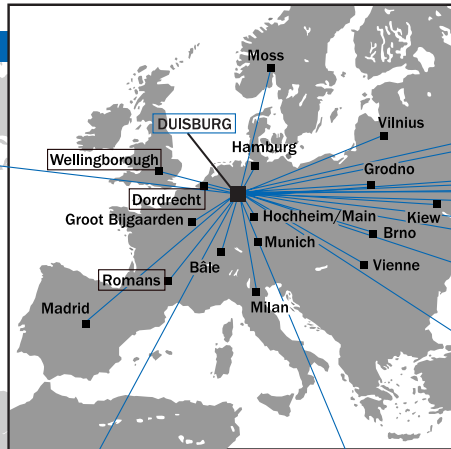 Moss
DUISBURG
Vilnius
Hamburg
Wellingborough
Grodno
Dordrecht
Groot Bijgaarden
Hochheim/Main
Kiew
Brno
Munich
Bâle
Vienne
Romans
Madrid
Milan